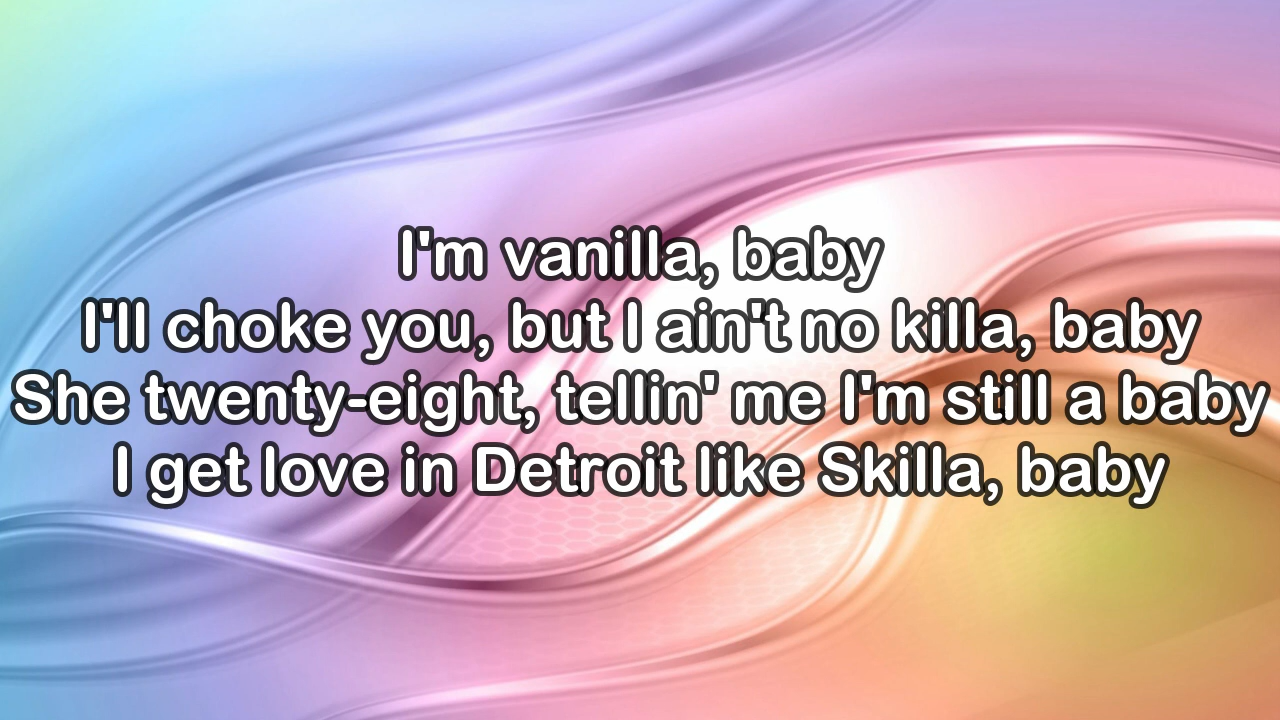 I'm vanilla, baby
I'll choke you, but I ain't no killa, baby
She twenty-eight, tellin' me I'm still a baby
I get love in Detroit like Skilla, baby